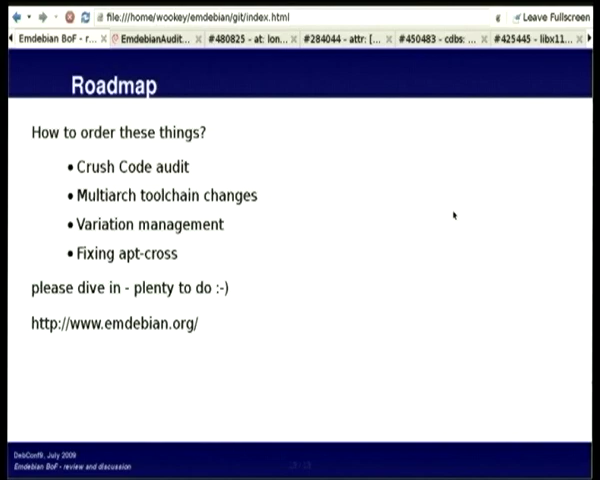 file:///home/wookey/emdebian/git/index.html
Leave Fullscreen
Emdebian BoF - r...
EmdebianAudit...
#480825 - at: lon...
#284044 - attr: [...
#450483 - cdbs: ...
#425445 - libx11...
Roadmap
How to order these things?
• Crush Code audit
• Multiarch toolchain changes
• Variation management
• Fixing apt-cross
please dive in - plenty to do :-)
http://www.emdebian.org/
DebConf9, July 2009
Emdebian BoF - review and discussion